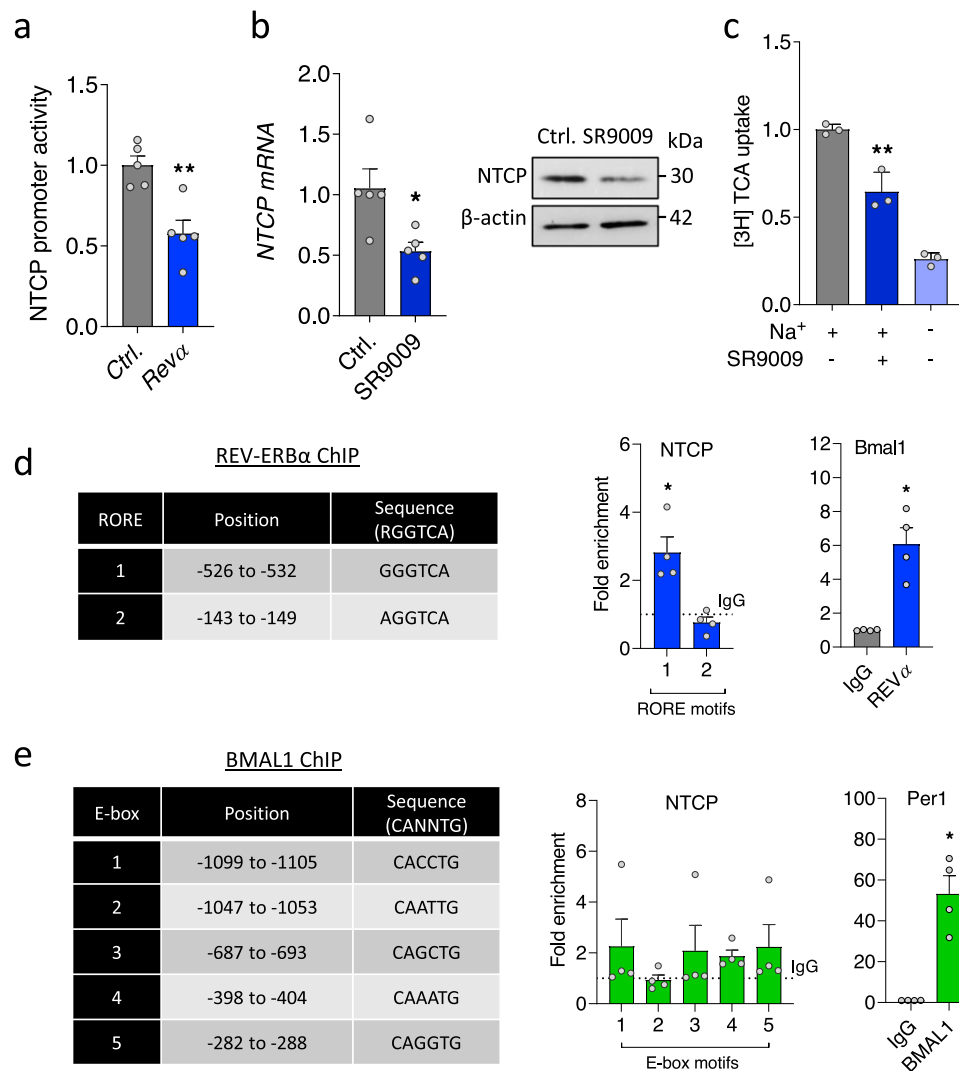 a
NTCP promoter activity
1.5
1.0
0.5
0.0
**
Ctrl.
Revα
b
NTCP mRNA
2.0
1.5
1.0
0.5
0.0
*
Ctrl.
SR9009
Ctrl. SR9009 kDa
NTCP
30
β-actin
42
c
[3H] TCA uptake
1.5
1.0
0.5
0.0
**
Na+ + + -
SR9009 - + -
d
REV-ERBα ChIP
RORE Position Sequence (RGGTCA)
1 -526 to -532 GGGTCA
2 -143 to -149 AGGTCA
NTCP
Fold enrichment
6
4
2
0
*
IgG
1 2
RORE motifs
Bmal1
12
10
8
6
4
2
0
*
IgG
REVα
e
BMAL1 ChIP
E-box Position Sequence (CANNTG)
1 -1099 to -1105 CACCTG
2 -1047 to -1053 CAATTG
3 -687 to -693 CAGCTG
4 -398 to -404 CAAATG
5 -282 to -288 CAGGTG
NTCP
Fold enrichment
8
6
4
2
0
IgG
1 2 3 4 5
E-box motifs
Per1
100
80
60
40
20
0
*
IgG
BMAL1